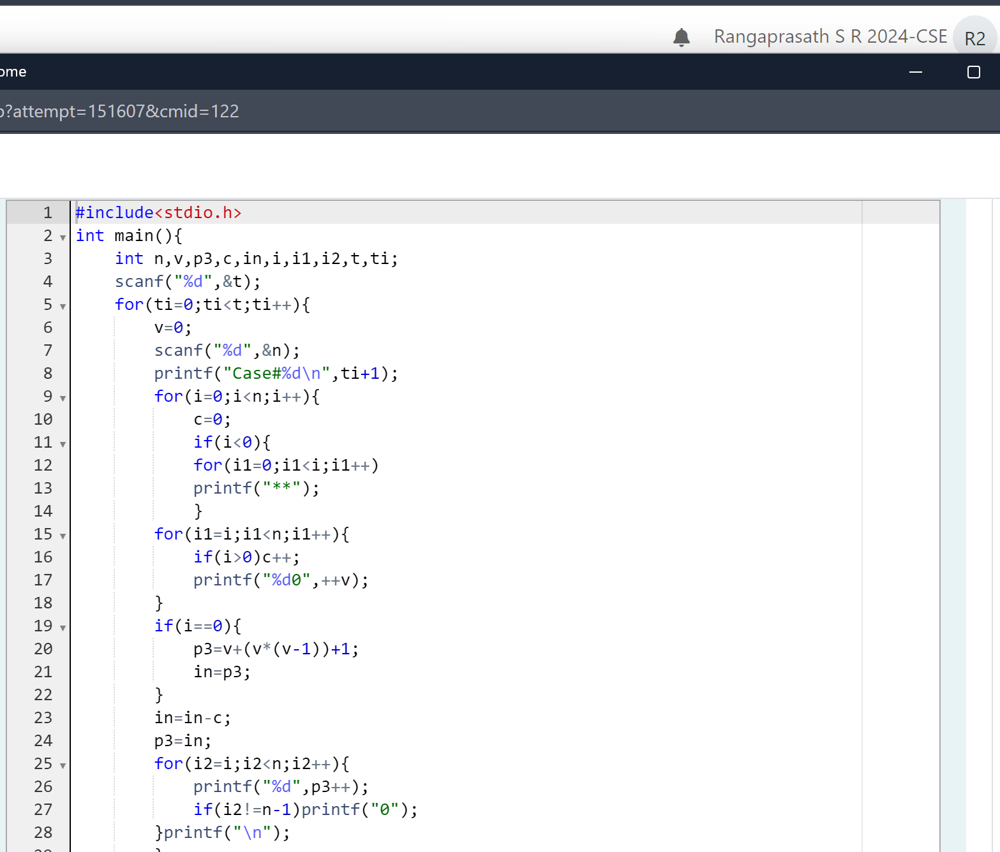 Rangaprasath S R 2024-CSE R2
ome
?attempt=151607&cmid=122
1 #include<stdio.h>
2 int main(){
3 int n,v,p3,c,in,i,i1,i2,t,ti;
4 scanf("%d",&t);
5 for(ti=0;ti<t;ti++){
6 v=0;
7 scanf("%d",&n);
8 printf("Case#%d\n",ti+1);
9 for(i=0;i<n;i++){
10 c=0;
11 if(i<0){
12 for(i1=0;i1<i;i1++)
13 printf("**");
14 }
15 for(i1=i;i1<n;i1++){
16 if(i>0)c++;
17 printf("%d0",++v);
18 }
19 if(i==0){
20 p3=v+(v*(v-1))+1;
21 in=p3;
22 }
23 in=in-c;
24 p3=in;
25 for(i2=i;i2<n;i2++){
26 printf("%d",p3++);
27 if(i2!=n-1)printf("0");
28 }printf("\n");